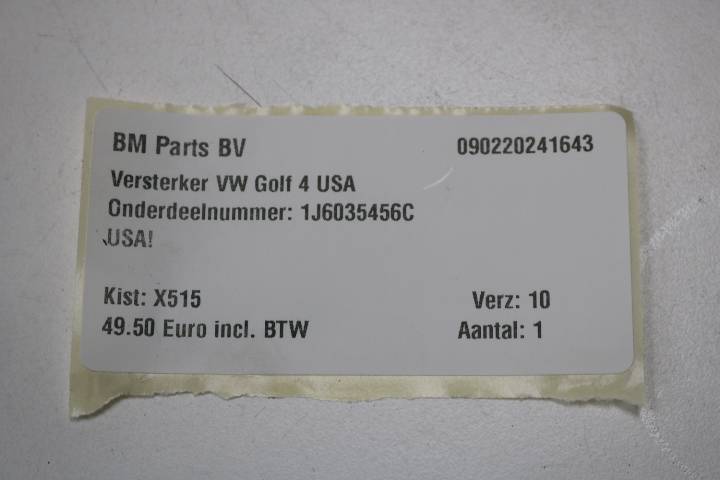 BM Parts BV 090220241643
Versterker VW Golf 4 USA
Onderdeelnummer: 1J6035456C
USA!
Kist: X515 Verz: 10
49.50 Euro incl. BTW Aantal: 1